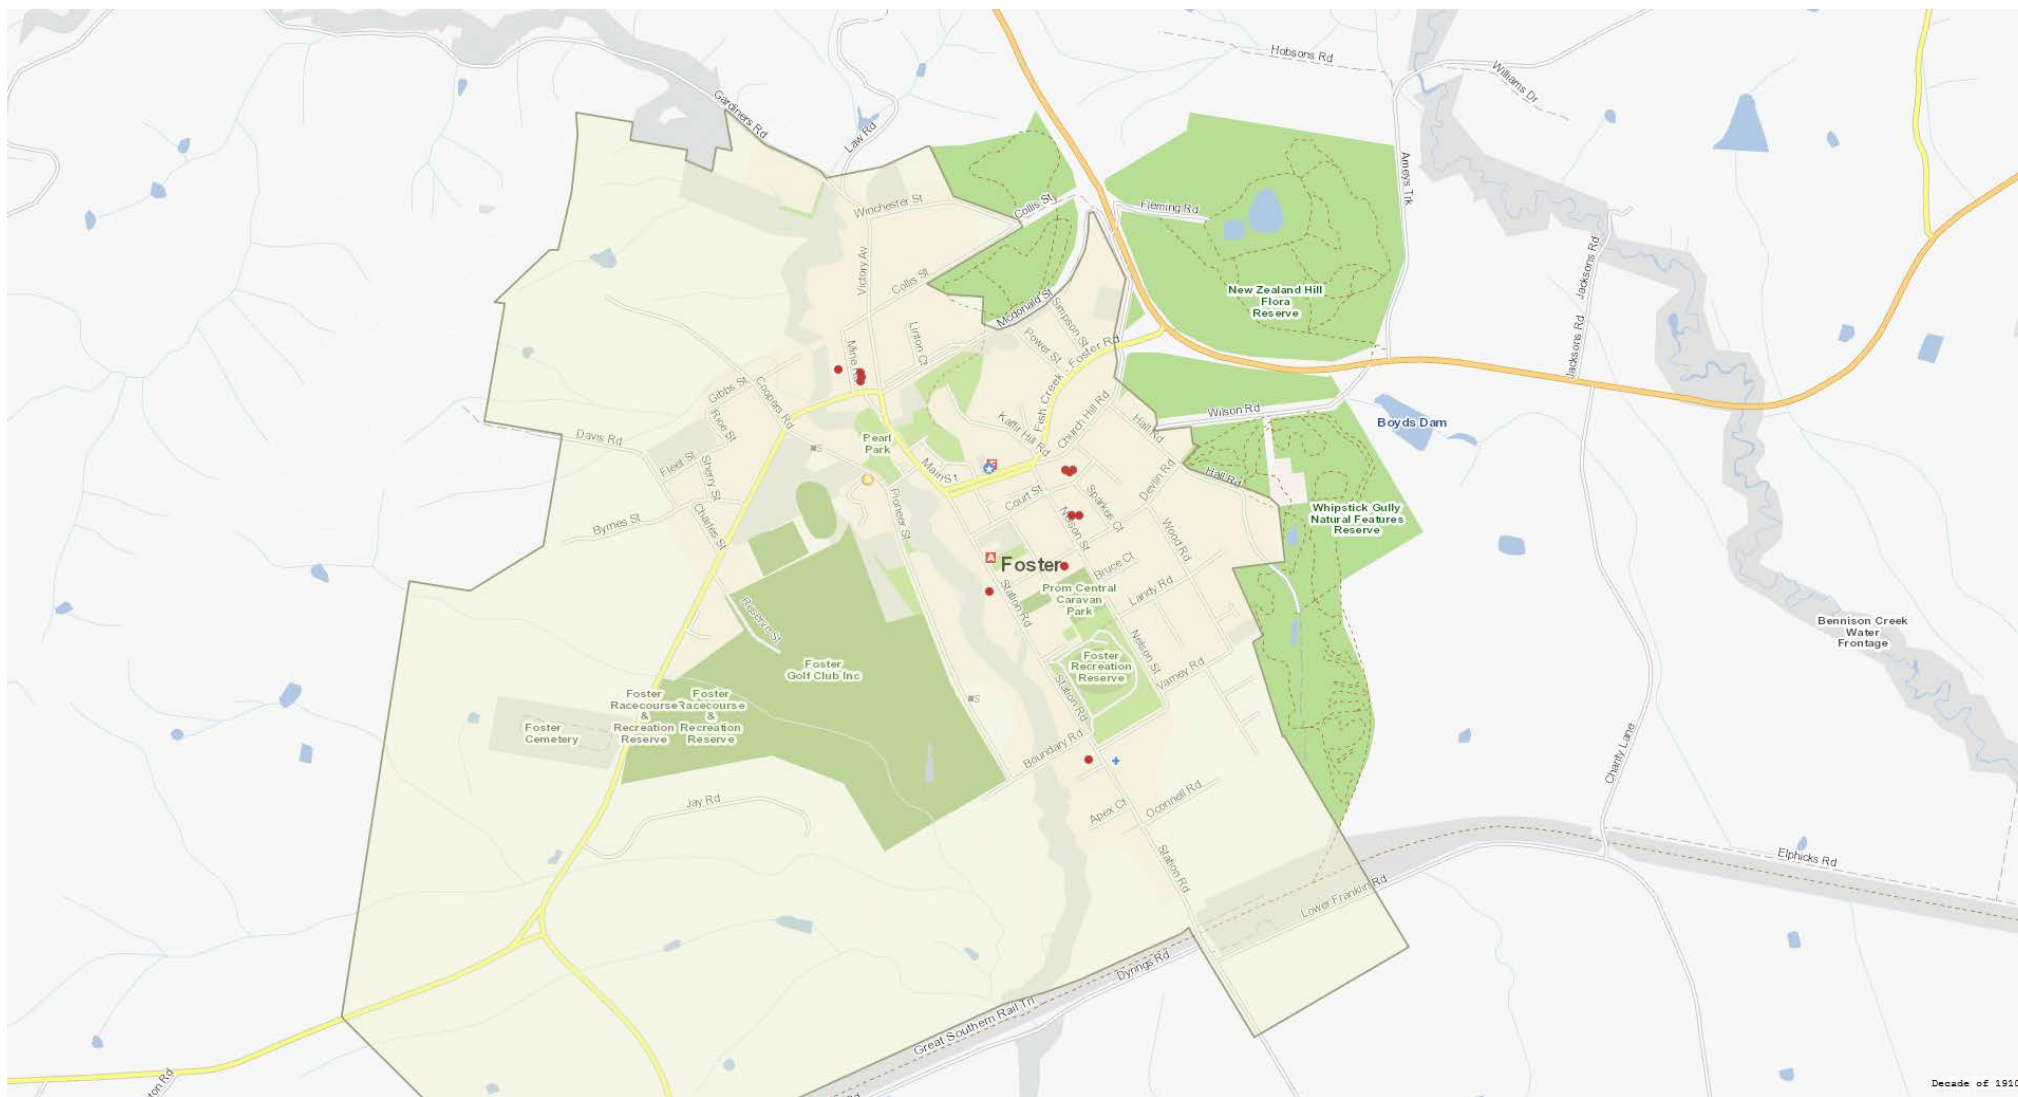 Hobsons Rd
Williams Dr
Gardiners Rd
Law Rd
Ameys Trk
Collis St
Fleming Rd
Winchester St
Victory Av
Collis St
Jacksons Rd
New Zealand Hill
Flora
Reserve
Mcdonald St
Simpson St
Power St
Linton Ct
Mine Rd
Fish Creek - Foster Rd
Jacksons Rd
Gibbs St
Coopers Rd
Rice St
Wilson Rd
Boyds Dam
Kaffir Hill Rd
Church Hill Rd
Hall Rd
Davis Rd
Pearl
Park
Fleet St
Sherry St
Main St
Hall Rd
Devlin Rd
Court St
Sparkes Ct
Pioneer St
Charles St
Byrnes St
Nelson St
Wood Rd
Whipstick Gully
Natural Features
Reserve
Foster
Bruce Ct
Prom Central
Caravan
Park
Landy Rd
Station Rd
Reserve St
Bennison Creek
Water
Frontage
Foster
Golf Club Inc
Foster
Recreation
Reserve
Nelson St
Varney Rd
Station Rd
Foster
Racecourse
&
Recreation
Reserve
Foster
Racecourse
&
Recreation
Reserve
Foster
Cemetery
Boundary Rd
Charity Lane
Jay Rd
Apex Ct
Oconnell Rd
Station Rd
Elphicks Rd
Lower Franklin Rd
Dyrings Rd
Great Southern Rail Trl
ton Rd
Rd
Decade of 1910